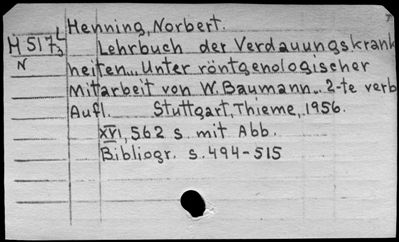 Henning, Norbert.
H 517 L/3
N
Lehrbuch der Verdauungskrank
heiten... Unter röntgenologischer
Mitarbeit von W. Baumann... 2-te verb
Aufl. Stuttgart, Thieme, 1956.
XVI, 562 s. mit Abb.
Bibliogr. s. 494-515